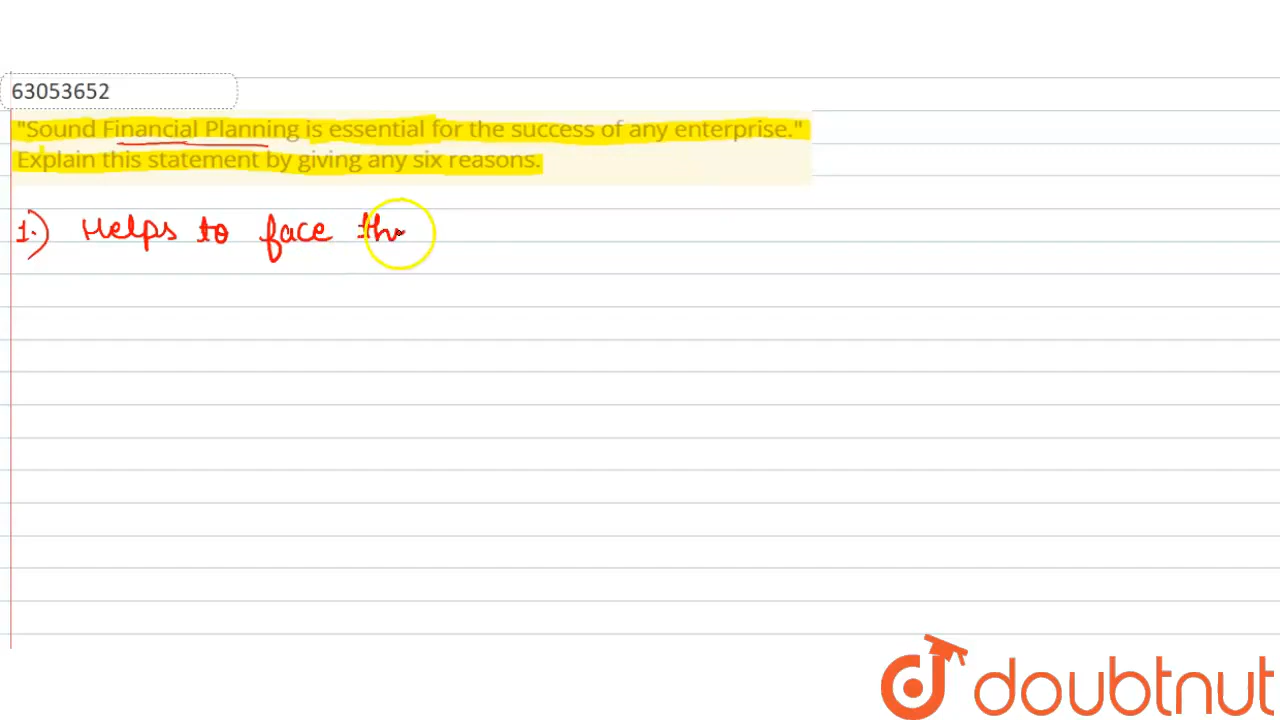 63053652
"Sound Financial Planning is essential for the success of any enterprise."
Explain this statement by giving any six reasons.
1.) Helps to face the
doubtnut